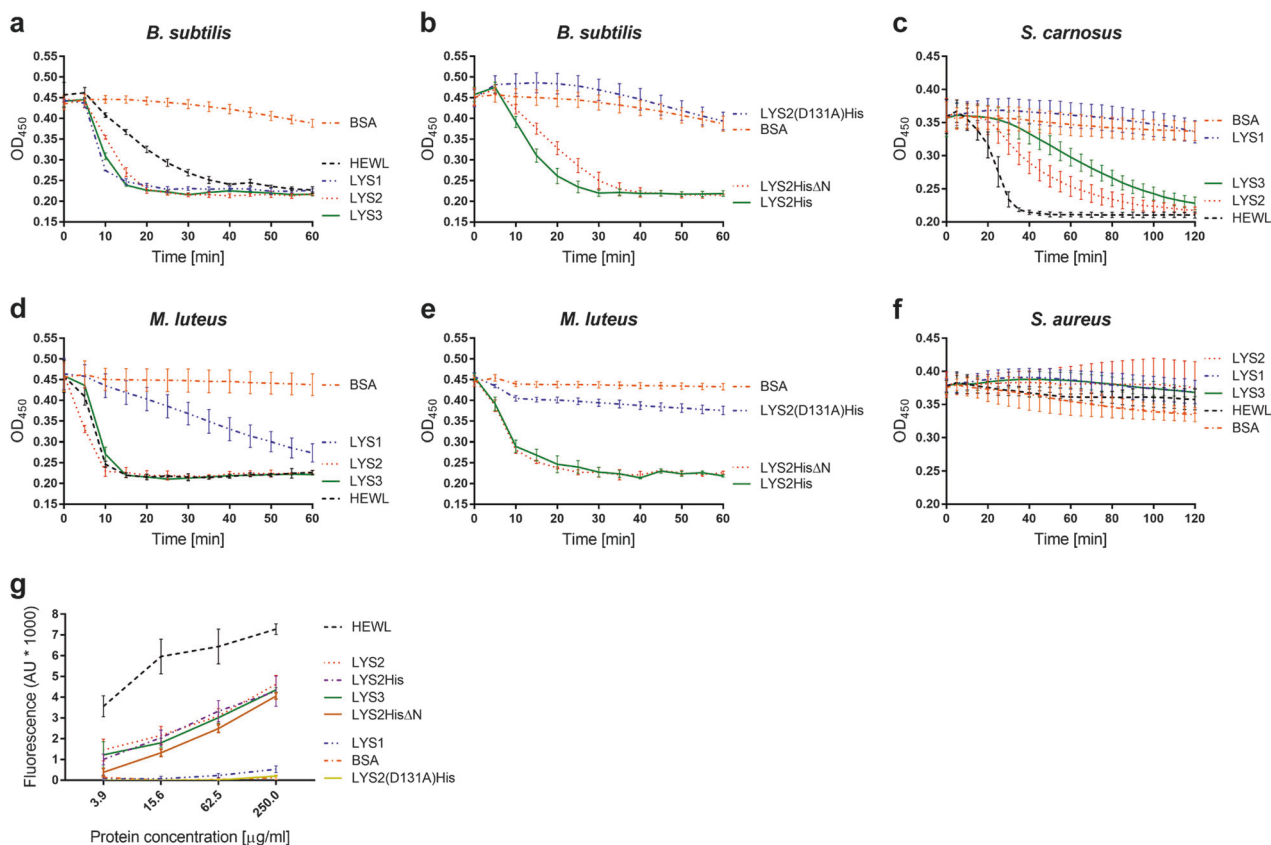 a
B. subtilis
OD450
0.55
0.50
0.45
0.40
0.35
0.30
0.25
0.20
0.15
0 10 20 30 40 50 60
Time [min]
BSA
HEWL
LYS1
LYS2
LYS3
b
B. subtilis
OD450
0.55
0.50
0.45
0.40
0.35
0.30
0.25
0.20
0.15
0 10 20 30 40 50 60
Time [min]
LYS2(D131A)His
BSA
LYS2HisΔN
LYS2His
c
S. carnosus
OD450
0.45
0.40
0.35
0.30
0.25
0.20
0 20 40 60 80 100 120
Time [min]
BSA
LYS1
LYS3
LYS2
HEWL
d
M. luteus
OD450
0.55
0.50
0.45
0.40
0.35
0.30
0.25
0.20
0.15
0 10 20 30 40 50 60
Time [min]
BSA
LYS1
LYS2
LYS3
HEWL
e
M. luteus
OD450
0.55
0.50
0.45
0.40
0.35
0.30
0.25
0.20
0.15
0 10 20 30 40 50 60
Time [min]
BSA
LYS2(D131A)His
LYS2HisΔN
LYS2His
f
S. aureus
OD450
0.45
0.40
0.35
0.30
0.25
0.20
0 20 40 60 80 100 120
Time [min]
LYS2
LYS1
LYS3
HEWL
BSA
g
Fluorescence (AU * 1000)
8
7
6
5
4
3
2
1
0
3.9 15.6 62.5 250.0
Protein concentration [µg/ml]
HEWL
LYS2
LYS2His
LYS3
LYS2HisΔN
LYS1
BSA
LYS2(D131A)His